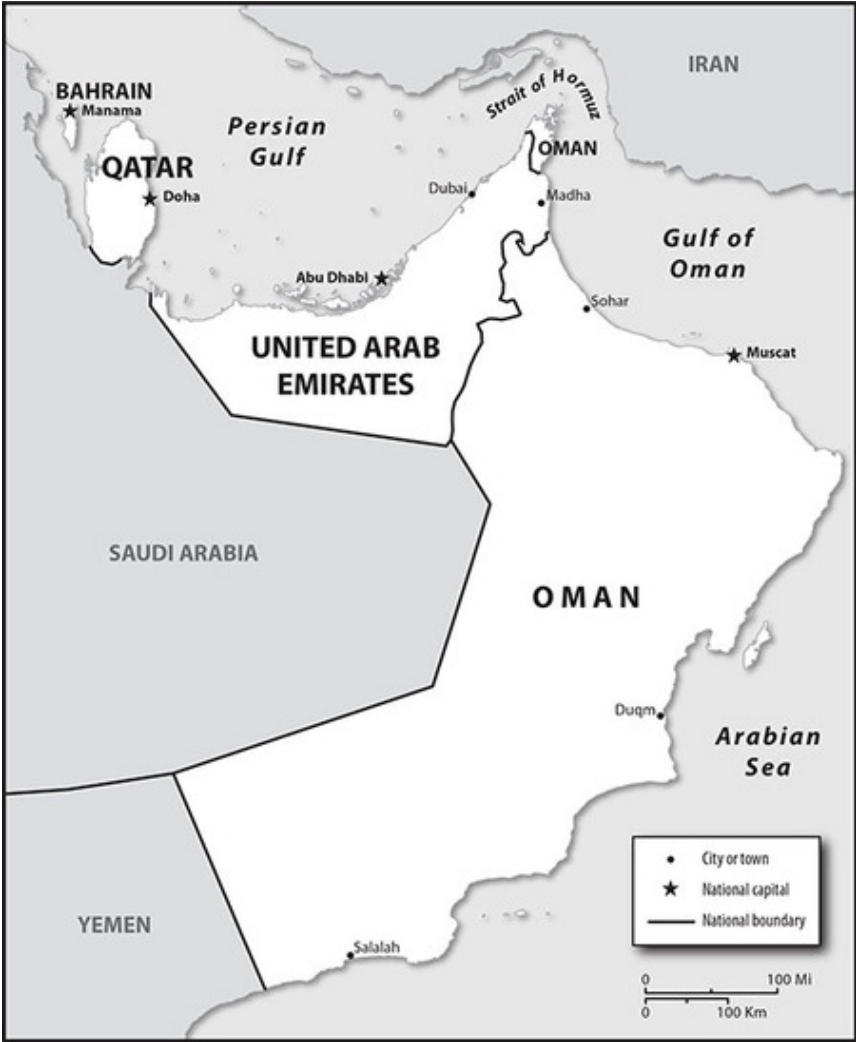 IRAN
Strait of Hormuz
BAHRAIN
Manama
Persian
Gulf
OMAN
QATAR
Doha
Dubai
Madha
Gulf of
Oman
Abu Dhabi
Sohar
UNITED ARAB
EMIRATES
Muscat
SAUDI ARABIA
OMAN
Duqm
Arabian
Sea
City or town
National capital
National boundary
YEMEN
Salalah
0 100 Mi
0 100 Km